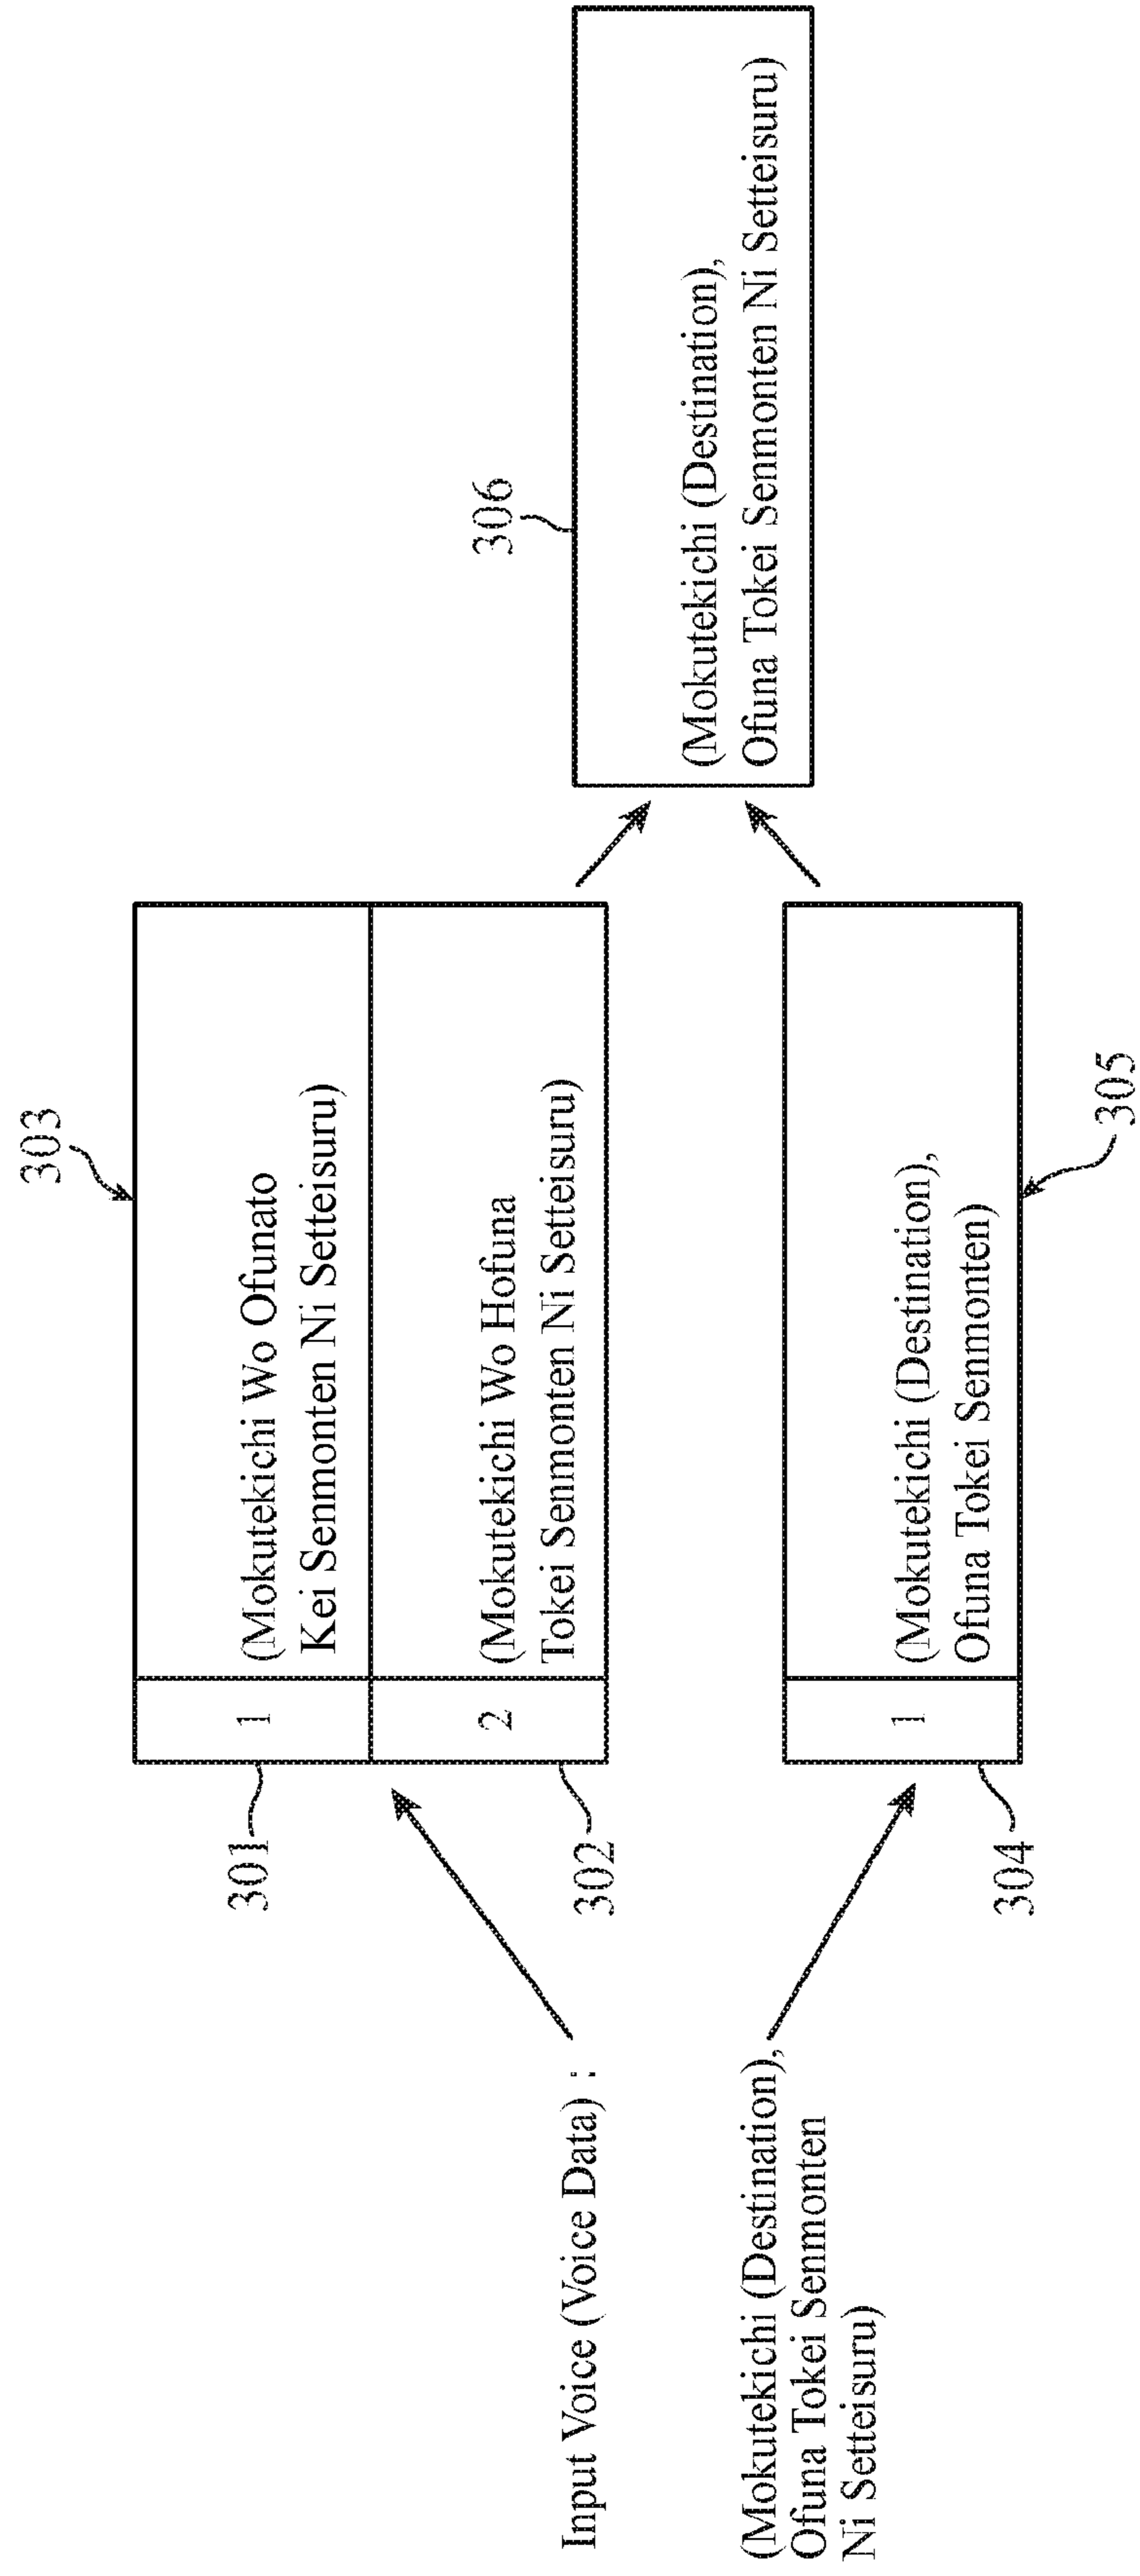 Input Voice (Voice Data) :
(Mokutekichi (Destination),
Ofuna Tokei Senmonten
Ni Setteisuru)
301
302
303
1
(Mokutekichi Wo Ofunato
Kei Senmonten Ni Setteisuru)
2
(Mokutekichi Wo Hofuna
Tokei Senmonten Ni Setteisuru)
304
1
(Mokutekichi (Destination),
Ofuna Tokei Senmonten)
305
306
(Mokutekichi (Destination),
Ofuna Tokei Senmonten Ni Setteisuru)